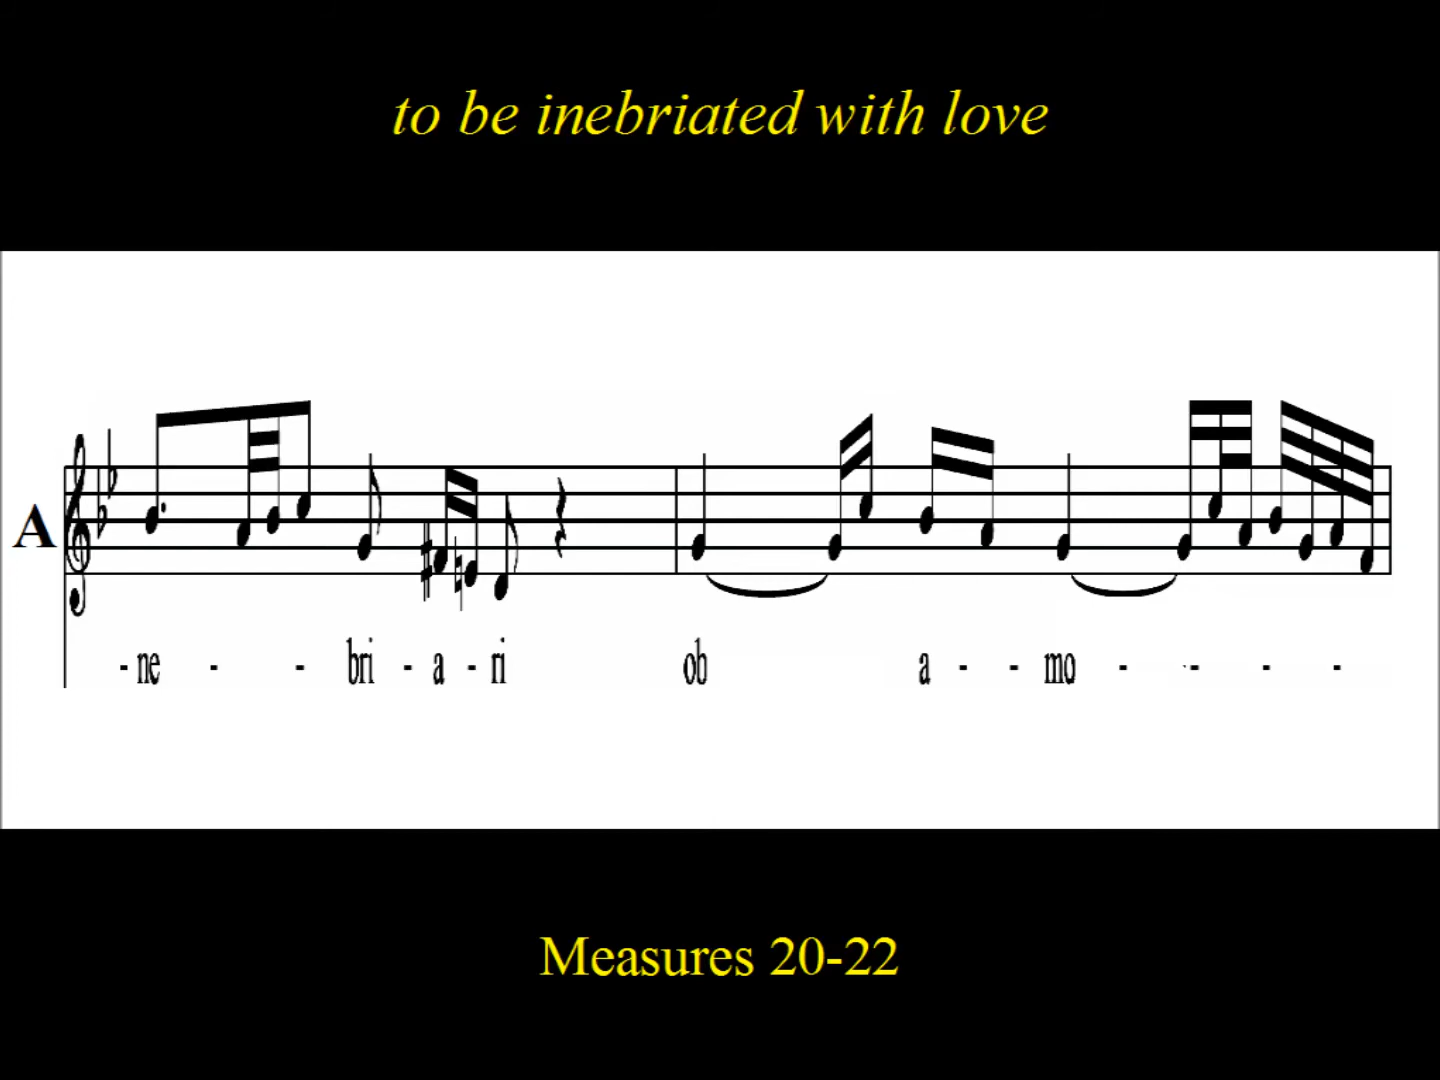 to be inebriated with love
A
- ne - - bri - a - ri ob a - - mo - - - -
Measures 20-22